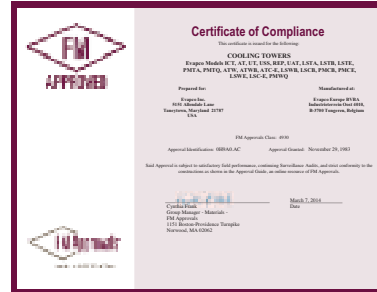 FM
APPROVED
Certificate of Compliance
This certificate is issued for the following:
COOLING TOWERS
Evapco Models ICT, AT, UT, USS, REP, UAT, LSTA, LSTB, LSTE,
PMTA, PMTQ, ATW, ATWB, ATC-E, LSWB, LSCB, PMCB, PMCE,
LSWE, LSC-E, PMWQ
Prepared for:
Manufactured at:
Evapco Inc.
5151 Allendale Lane
Taneytown, Maryland 21787
USA
Evapco Europe BVBA
Industrieterrein Oost 4010,
B-3700 Tongeren, Belgium
FM Approvals Class: 4930
Approval Identification: 0H9A0.AC
Approval Granted: November 29, 1983
Said Approval is subject to satisfactory field performance, continuing Surveillance Audits, and strict conformity to the
constructions as shown in the Approval Guide, an online resource of FM Approvals.
Cynthia Frank
Group Manager - Materials -
FM Approvals
1151 Boston-Providence Turnpike
Norwood, MA 02062
March 7, 2014
Date
FM Approvals